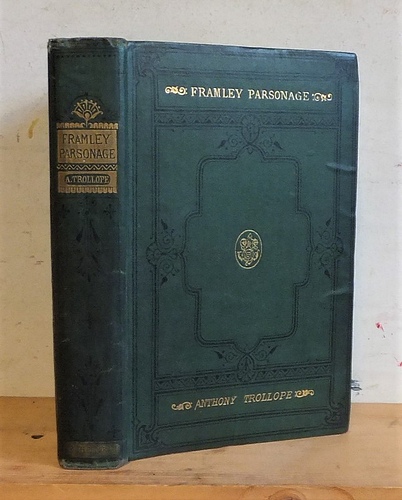 FRAMLEY
PARSONAGE
A. TROLLOPE
FRAMLEY PARSONAGE
ANTHONY TROLLOPE